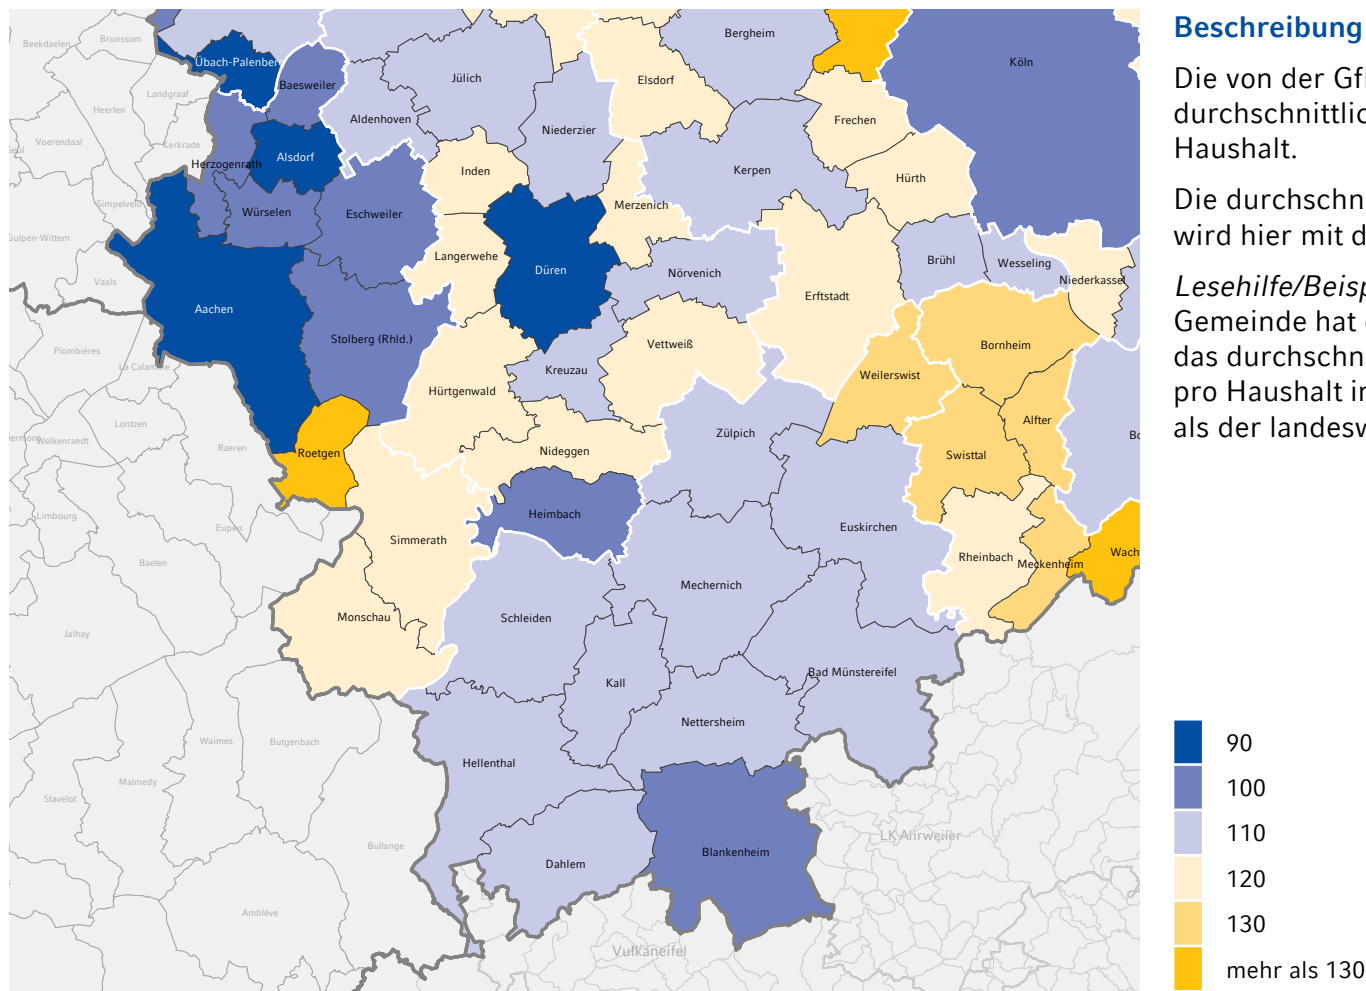 Beekdaelen
Brunssum
Übach-Palenberg
Baesweiler
Landgraaf
Heerlen
Voerendaal
Kerkrade
Herzogenrath
Alsdorf
Simpelveld
Gulpen-Wittem
Vaals
Würselen
Eschweiler
Aachen
Stolberg (Rhld.)
Plombières
La Calamine
Lontzen
Welkenraedt
Raeren
Roetgen
Limbourg
Eupen
Baelen
Jalhay
Simmerath
Monschau
Waimes
Butgenbach
Malmedy
Stavelot
Bullange
Amblève
Jülich
Aldenhoven
Inden
Niederzier
Merzenich
Langerwehe
Düren
Nörvenich
Vettweiß
Kreuzau
Hürtgenwald
Nideggen
Heimbach
Bergheim
Elsdorf
Köln
Frechen
Kerpen
Hürth
Brühl
Wesseling
Niederkassel
Erftstadt
Bornheim
Weilerswist
Alfter
Swisttal
Zülpich
Euskirchen
Rheinbach
Meckenheim
Wach
Bo
Mechernich
Schleiden
Kall
Bad Münstereifel
Nettersheim
Hellenthal
Dahlem
Blankenheim
LK Ahrweiler
Vulkaneifel
Beschreibung
Die von der Gf
durchschnittlic
Haushalt.
Die durchschn
wird hier mit d
Lesehilfe/Beisp
Gemeinde hat
das durchschn
pro Haushalt i
als der landesw
90
100
110
120
130
mehr als 130